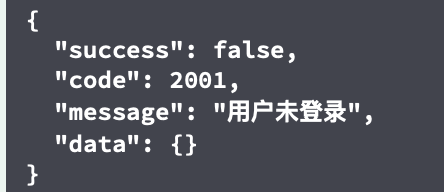 {
"success": false,
"code": 2001,
"message": "用户未登录",
"data": {}
}